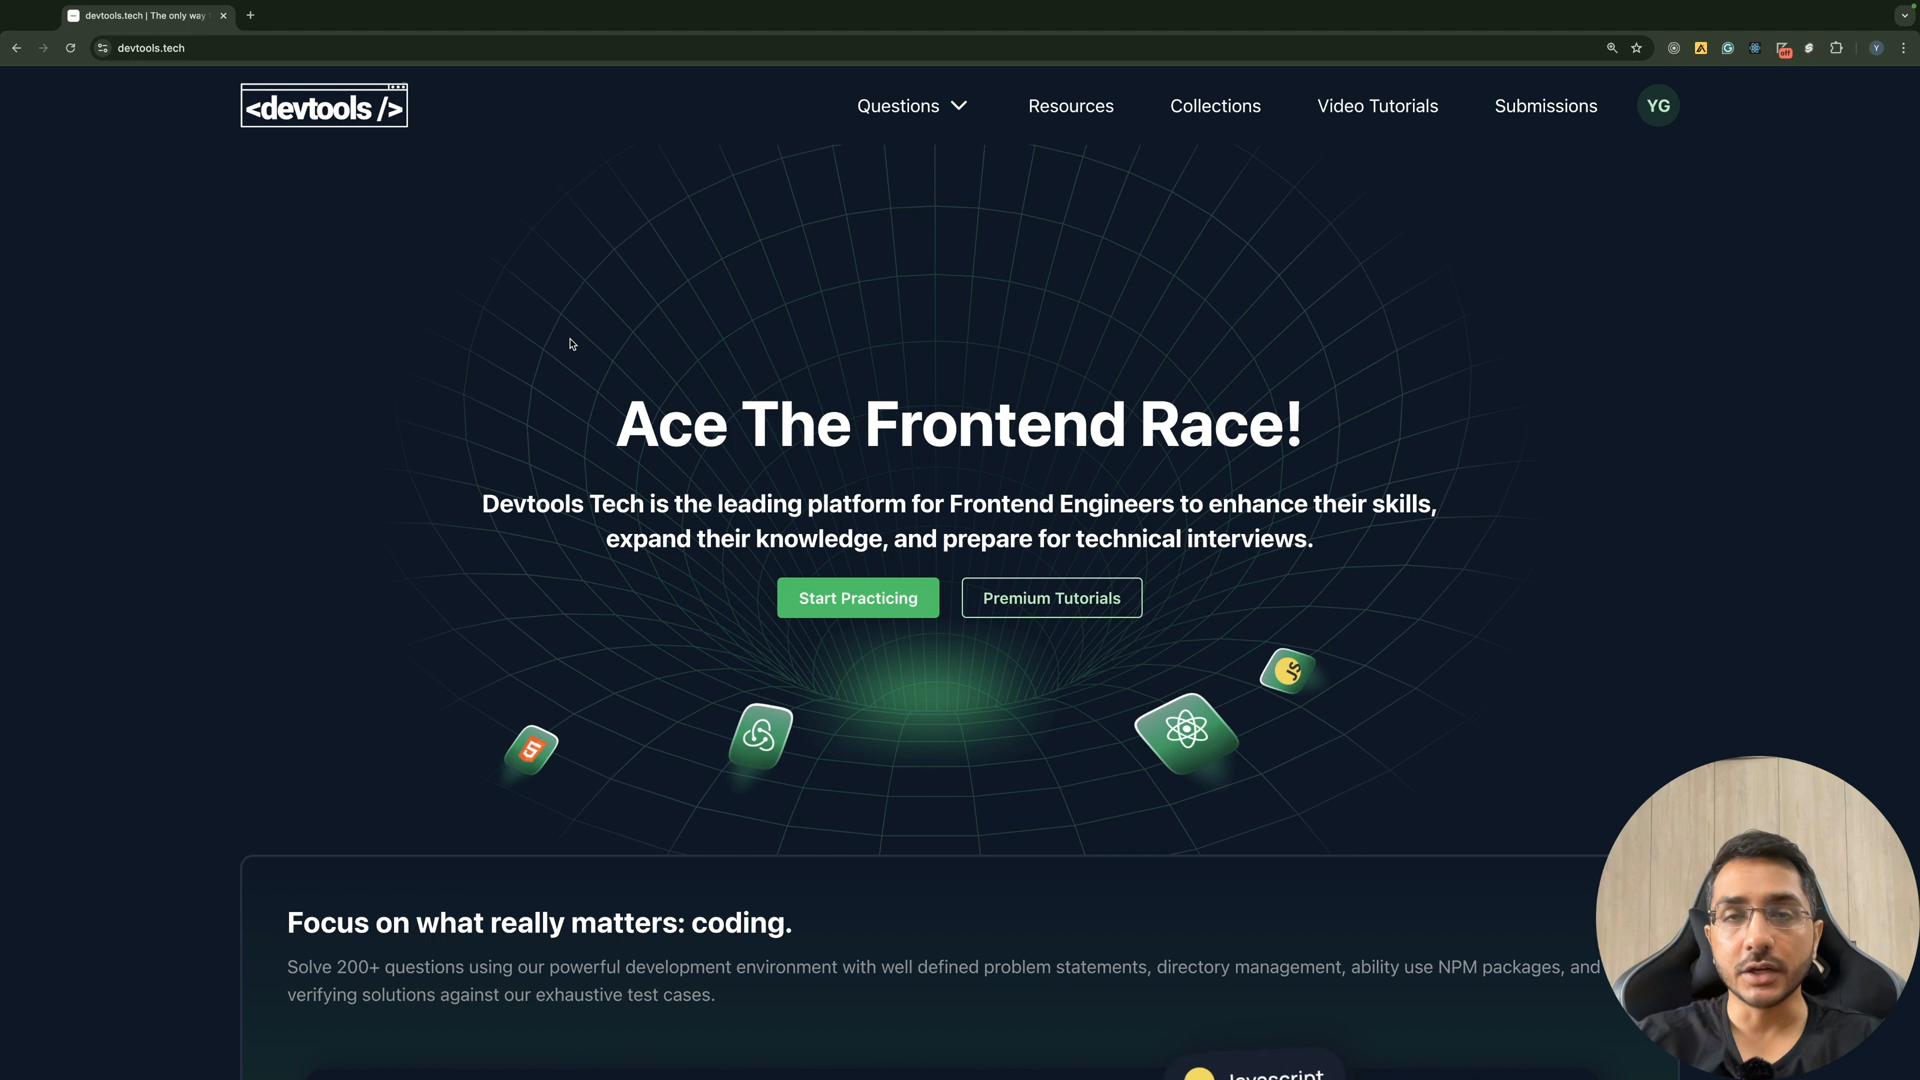 devtools.tech | The only way
devtools.tech
off
Y
<devtools />
Questions
Resources
Collections
Video Tutorials
Submissions
YG
Ace The Frontend Race!
Devtools Tech is the leading platform for Frontend Engineers to enhance their skills,
expand their knowledge, and prepare for technical interviews.
Start Practicing
Premium Tutorials
JS
5
Focus on what really matters: coding.
Solve 200+ questions using our powerful development environment with well defined problem statements, directory management, ability use NPM packages, and
verifying solutions against our exhaustive test cases.
Javascript